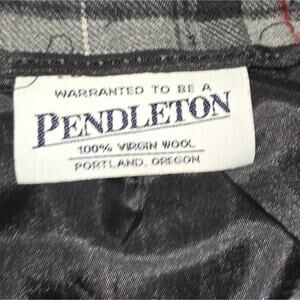 WARRANTED TO BE A
PENDLETON
100% VIRGIN WOOL
PORTLAND, OREGON